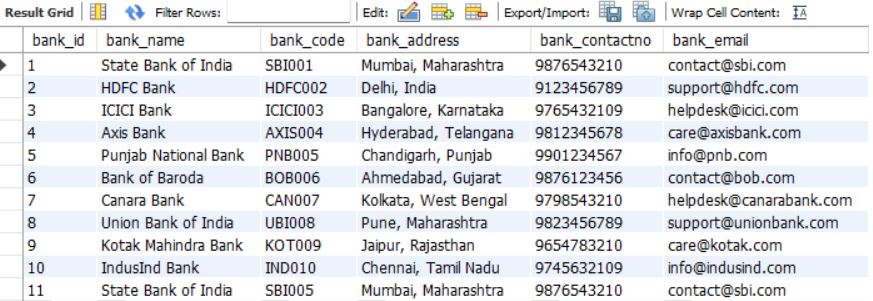 Result Grid Filter Rows: Edit: Export/Import: Wrap Cell Content: IA
bank_id bank_name bank_code bank_address bank_contactno bank_email
1 State Bank of India SBI001 Mumbai, Maharashtra 9876543210 contact@sbi.com
2 HDFC Bank HDFC002 Delhi, India 9123456789 support@hdfc.com
3 ICICI Bank ICICI003 Bangalore, Karnataka 9765432109 helpdesk@icici.com
4 Axis Bank AXIS004 Hyderabad, Telangana 9812345678 care@axisbank.com
5 Punjab National Bank PNB005 Chandigarh, Punjab 9901234567 info@pnb.com
6 Bank of Baroda BOB006 Ahmedabad, Gujarat 9876123456 contact@bob.com
7 Canara Bank CAN007 Kolkata, West Bengal 9798543210 helpdesk@canarabank.com
8 Union Bank of India UBI008 Pune, Maharashtra 9823456789 support@unionbank.com
9 Kotak Mahindra Bank KOT009 Jaipur, Rajasthan 9654783210 care@kotak.com
10 IndusInd Bank IND010 Chennai, Tamil Nadu 9745632109 info@indusind.com
11 State Bank of India SBI005 Mumbai, Maharashtra 9876543210 contact@sbi.com